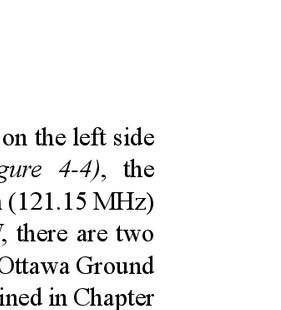 on the left side
gure 4-4), the
(121.15 MHz)
, there are two
Ottawa Ground
ined in Chapter